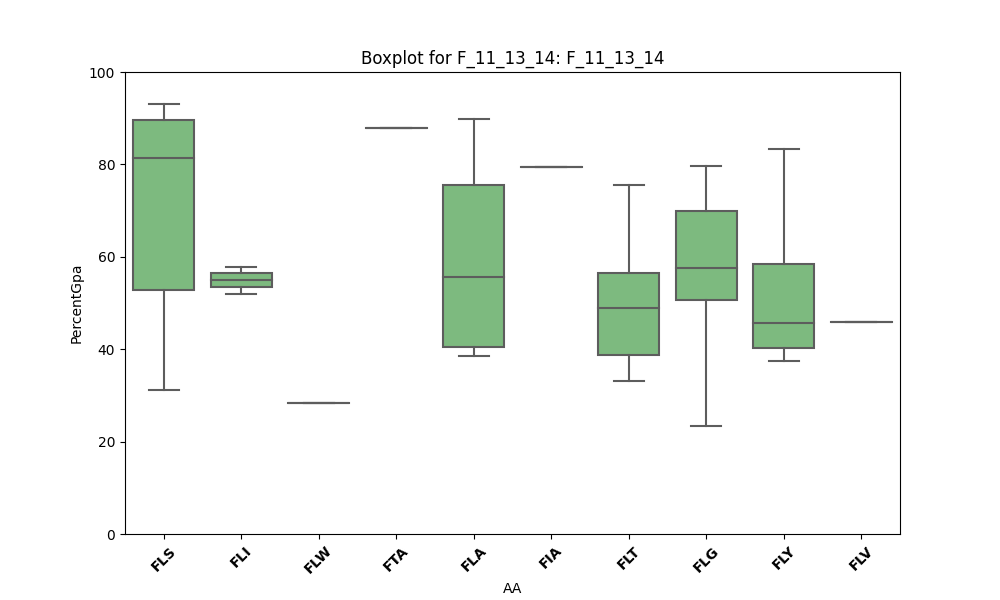 Boxplot for F_11_13_14: F_11_13_14
PercentGpa
100
80
60
40
20
0
FLS
FLI
FLW
FTA
FLA
FIA
FLT
FLG
FLY
FLV
AA